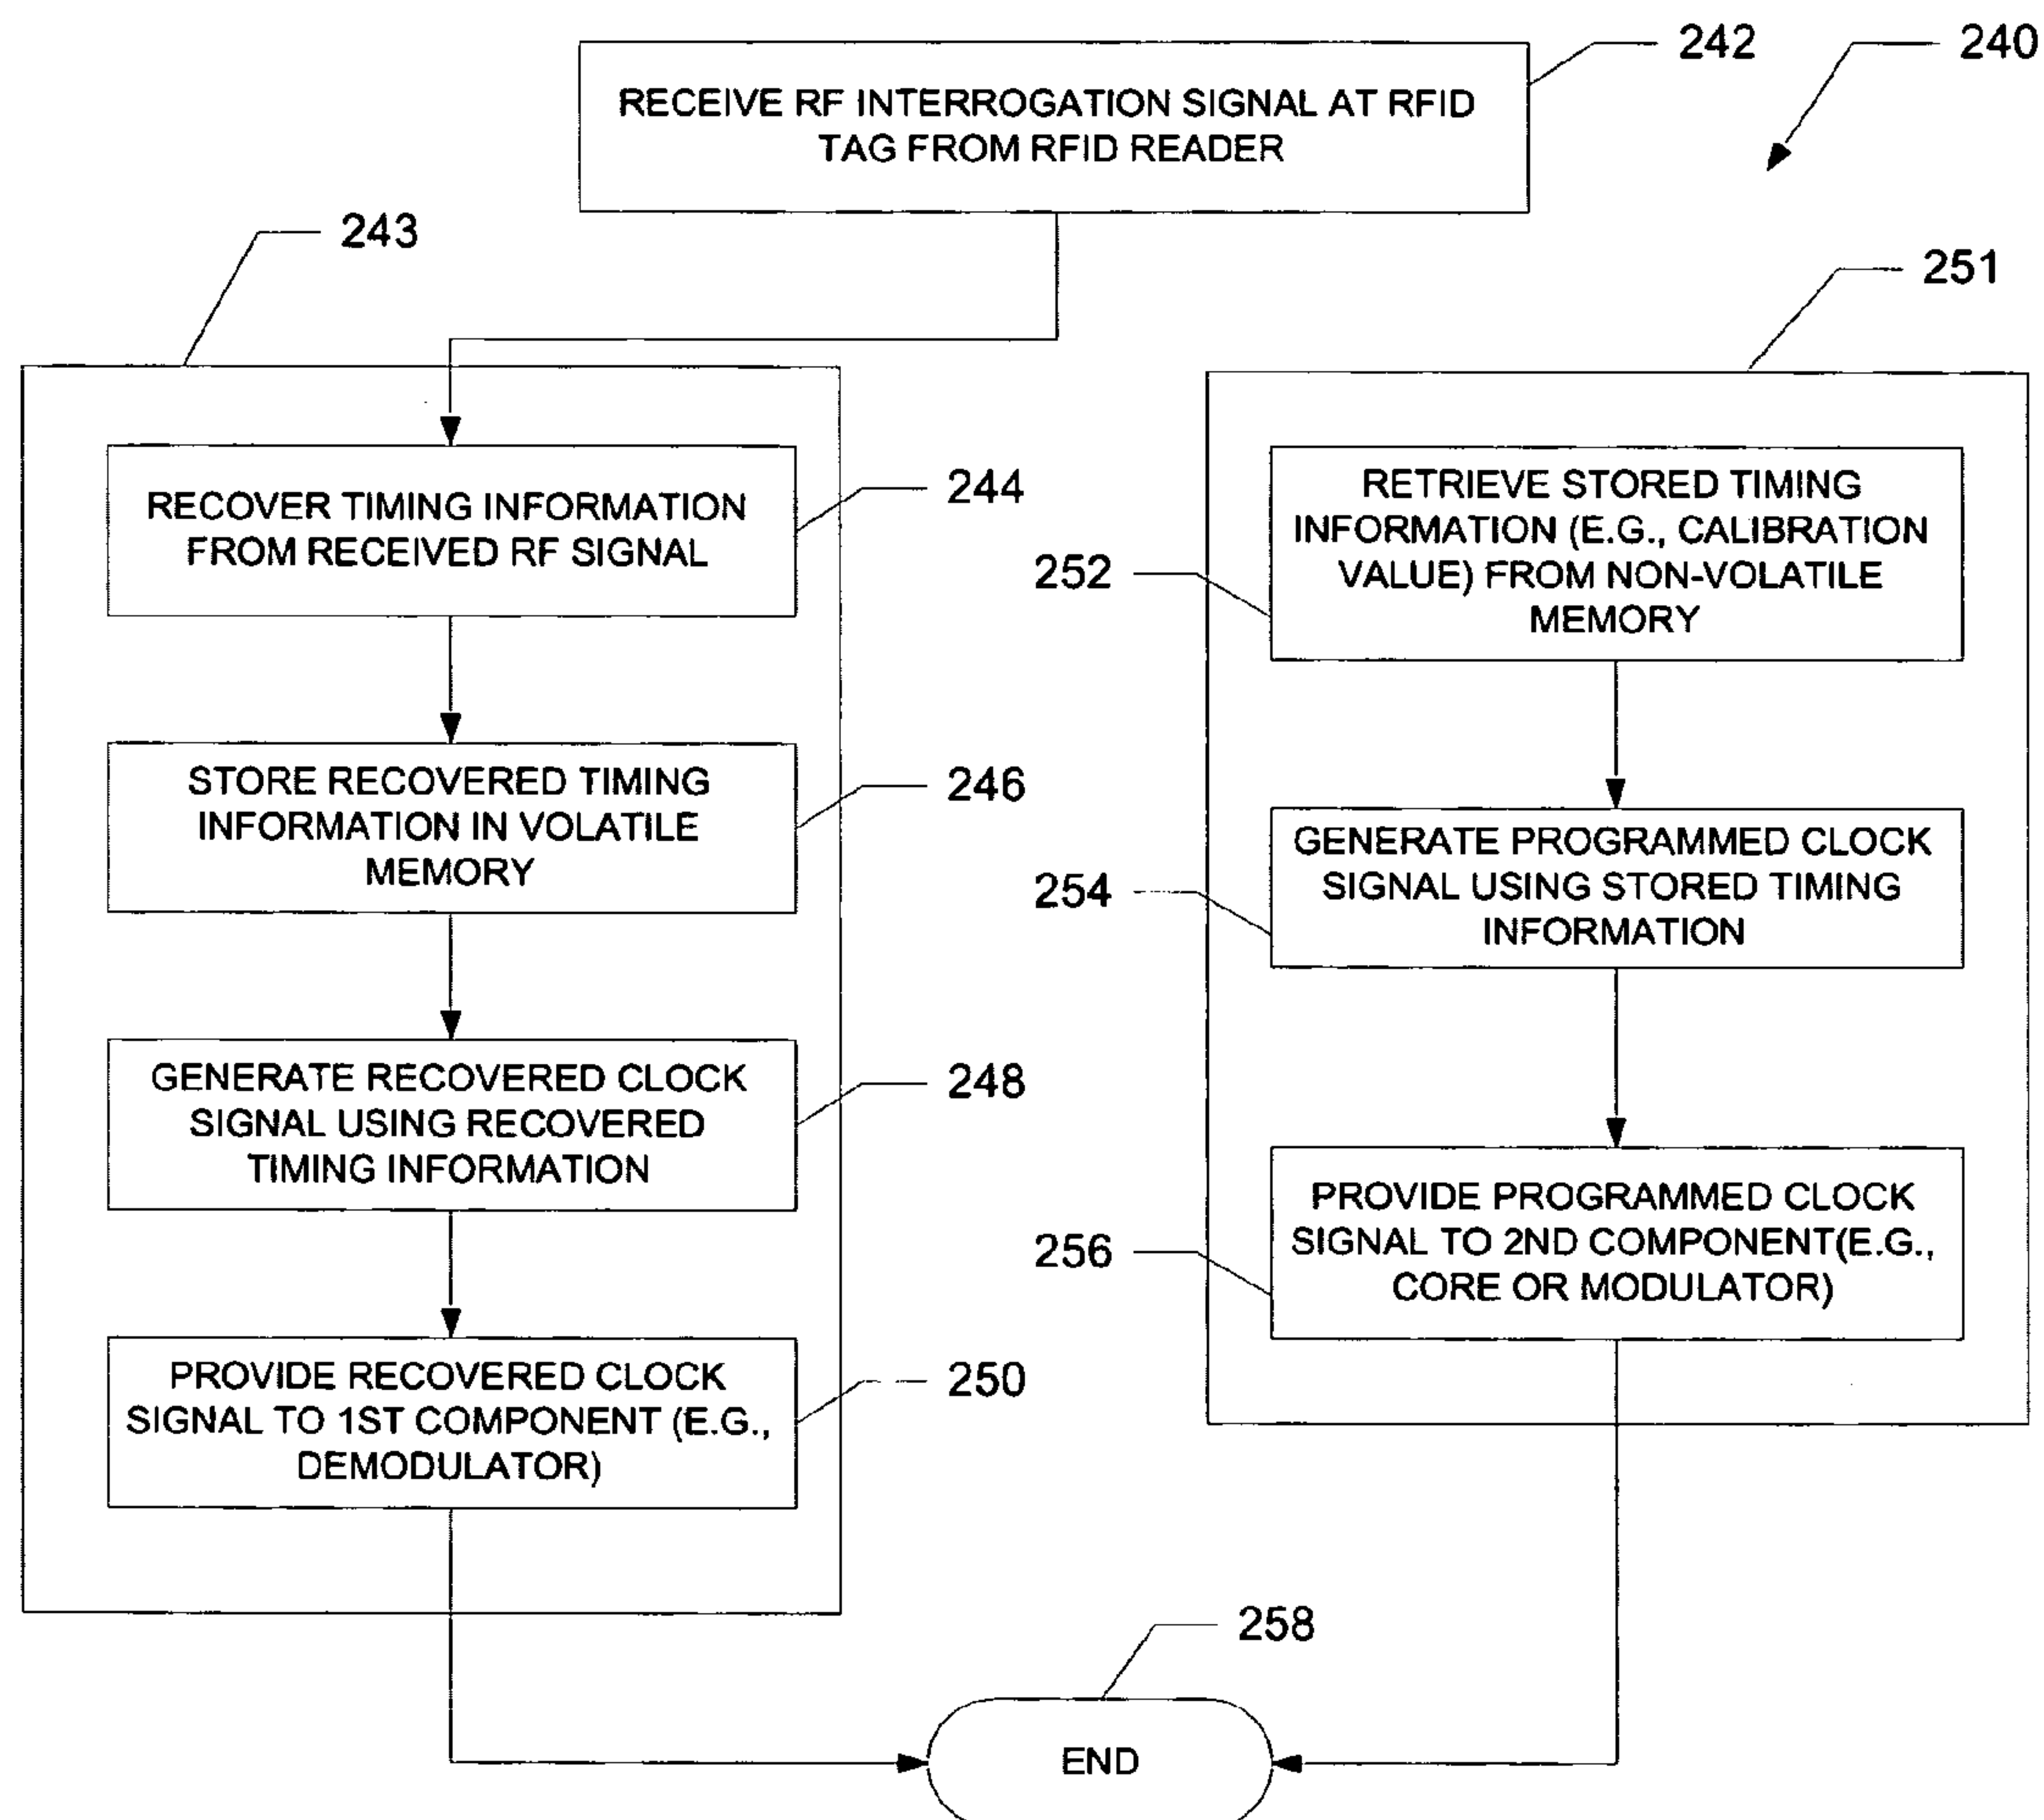 242
240
RECEIVE RF INTERROGATION SIGNAL AT RFID
TAG FROM RFID READER
243
251
RECOVER TIMING INFORMATION
FROM RECEIVED RF SIGNAL
244
STORE RECOVERED TIMING
INFORMATION IN VOLATILE
MEMORY
246
GENERATE RECOVERED CLOCK
SIGNAL USING RECOVERED
TIMING INFORMATION
248
PROVIDE RECOVERED CLOCK
SIGNAL TO 1ST COMPONENT (E.G.,
DEMODULATOR)
250
RETRIEVE STORED TIMING
INFORMATION (E.G., CALIBRATION
VALUE) FROM NON-VOLATILE
MEMORY
252
GENERATE PROGRAMMED CLOCK
SIGNAL USING STORED TIMING
INFORMATION
254
PROVIDE PROGRAMMED CLOCK
SIGNAL TO 2ND COMPONENT(E.G.,
CORE OR MODULATOR)
256
258
END